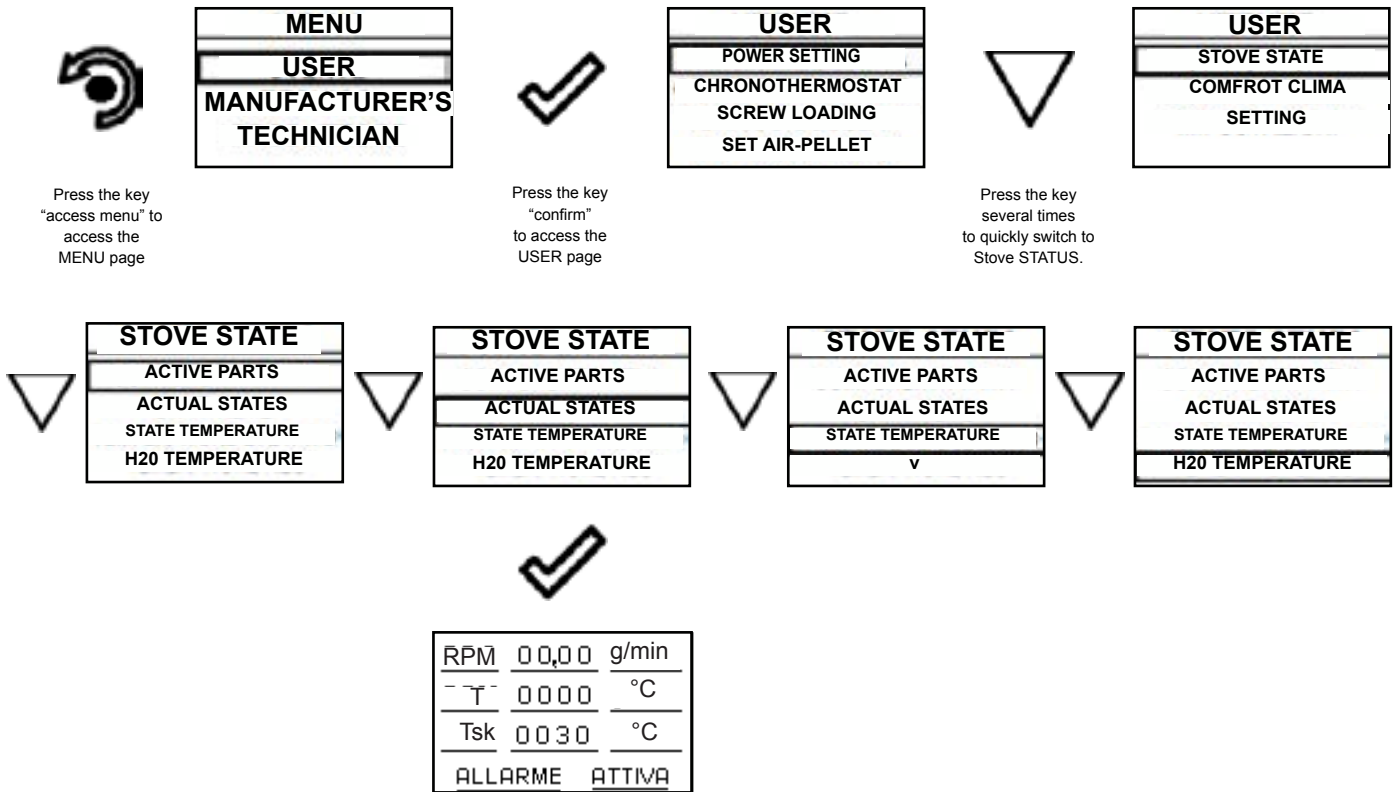 MENU
USER
MANUFACTURER'S
TECHNICIAN
USER
POWER SETTING
CHRONOTHERMOSTAT
SCREW LOADING
SET AIR-PELLET
USER
STOVE STATE
COMFROT CLIMA
SETTING
Press the key
“access menu” to
access the
MENU page
Press the key
“confirm”
to access the
USER page
Press the key
several times
to quickly switch to
Stove STATUS.
STOVE STATE
ACTIVE PARTS
ACTUAL STATES
STATE TEMPERATURE
H20 TEMPERATURE
STOVE STATE
ACTIVE PARTS
ACTUAL STATES
STATE TEMPERATURE
H20 TEMPERATURE
STOVE STATE
ACTIVE PARTS
ACTUAL STATES
STATE TEMPERATURE
v
STOVE STATE
ACTIVE PARTS
ACTUAL STATES
STATE TEMPERATURE
H20 TEMPERATURE
RPM 00,00 g/min
T 0000 °C
Tsk 0030 °C
ALLARME ATTIVA